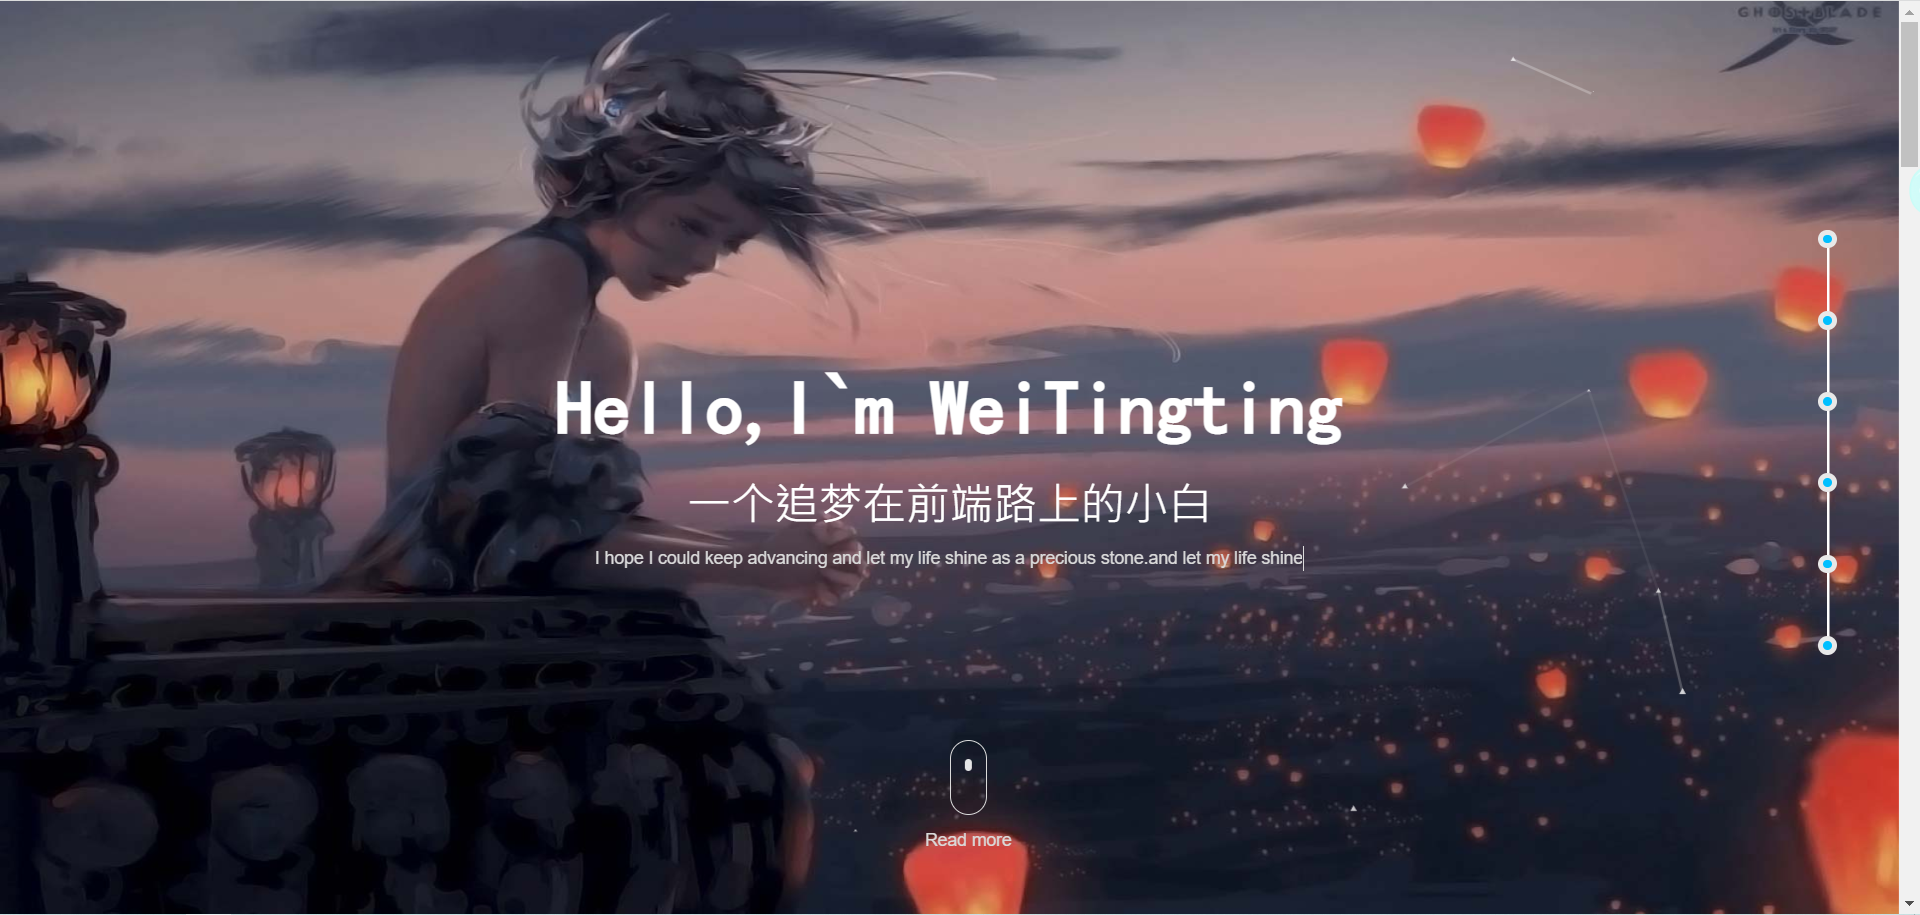 GHOSTBLADE
Hello,I`m WeiTingting
一个追梦在前端路上的小白
I hope I could keep advancing and let my life shine as a precious stone.and let my life shine
Read more